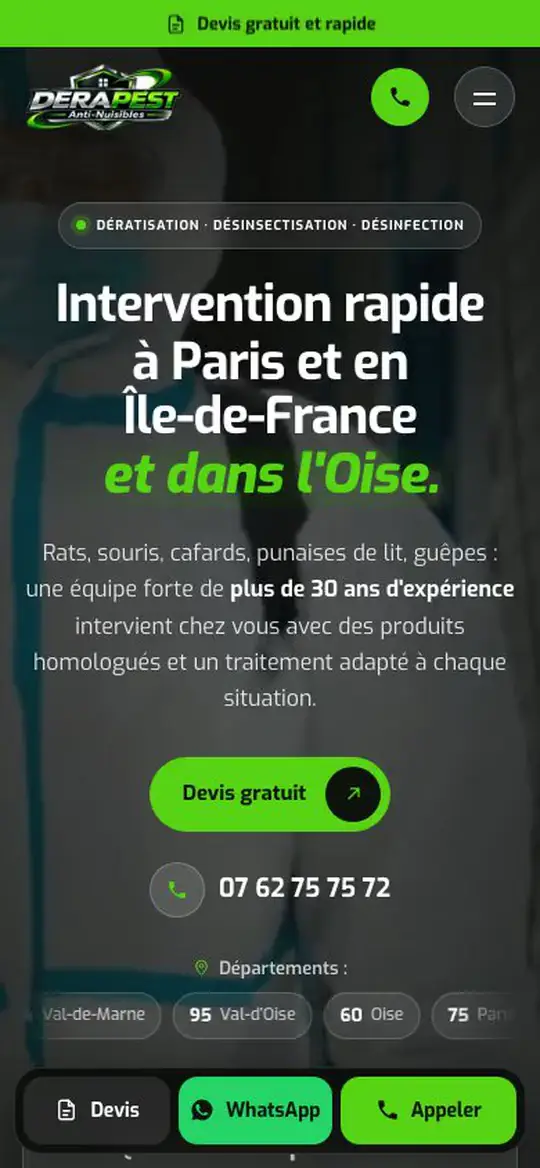 Devis gratuit et rapide
DERAPEST
Anti-Nuisibles
DÉRATISATION · DÉSINSECTISATION · DÉSINFECTION
Intervention rapide
à Paris et en
Île-de-France
et dans l'Oise.
Rats, souris, cafards, punaises de lit, guêpes :
une équipe forte de plus de 30 ans d'expérience
intervient chez vous avec des produits
homologués et un traitement adapté à chaque
situation.
Devis gratuit
07 62 75 75 72
Départements :
Val-de-Marne 95 Val-d'Oise 60 Oise 75
Devis WhatsApp Appeler